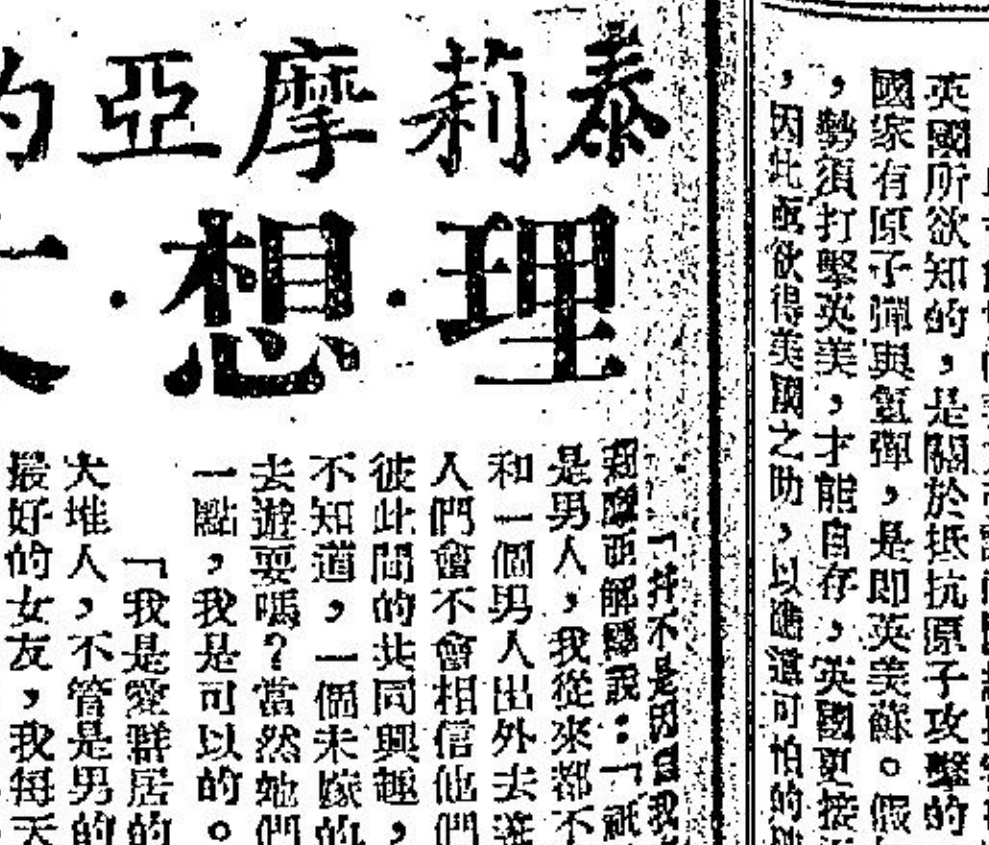 英國所欲知的，是關於抵抗原子攻擊的
國家有原子彈與氫彈，是即英美蘇。假
，勢須打擊英美，才能自存，英國更接
，因此亟欲得美國之助，以應這可怕的
泰莉摩亞的
理·想·
「幷不是因爲我
莉摩亞解釋說：「祇
是男人，我從來都不
和一個男人出外去遊
人們會不會相信他們
彼此間的共同興趣，
不知道，一個未嫁的
去遊耍嗎？當然她們
一點，我是可以的。
「我是愛群居的
大堆人，不管是男的
最好的女友，我每天